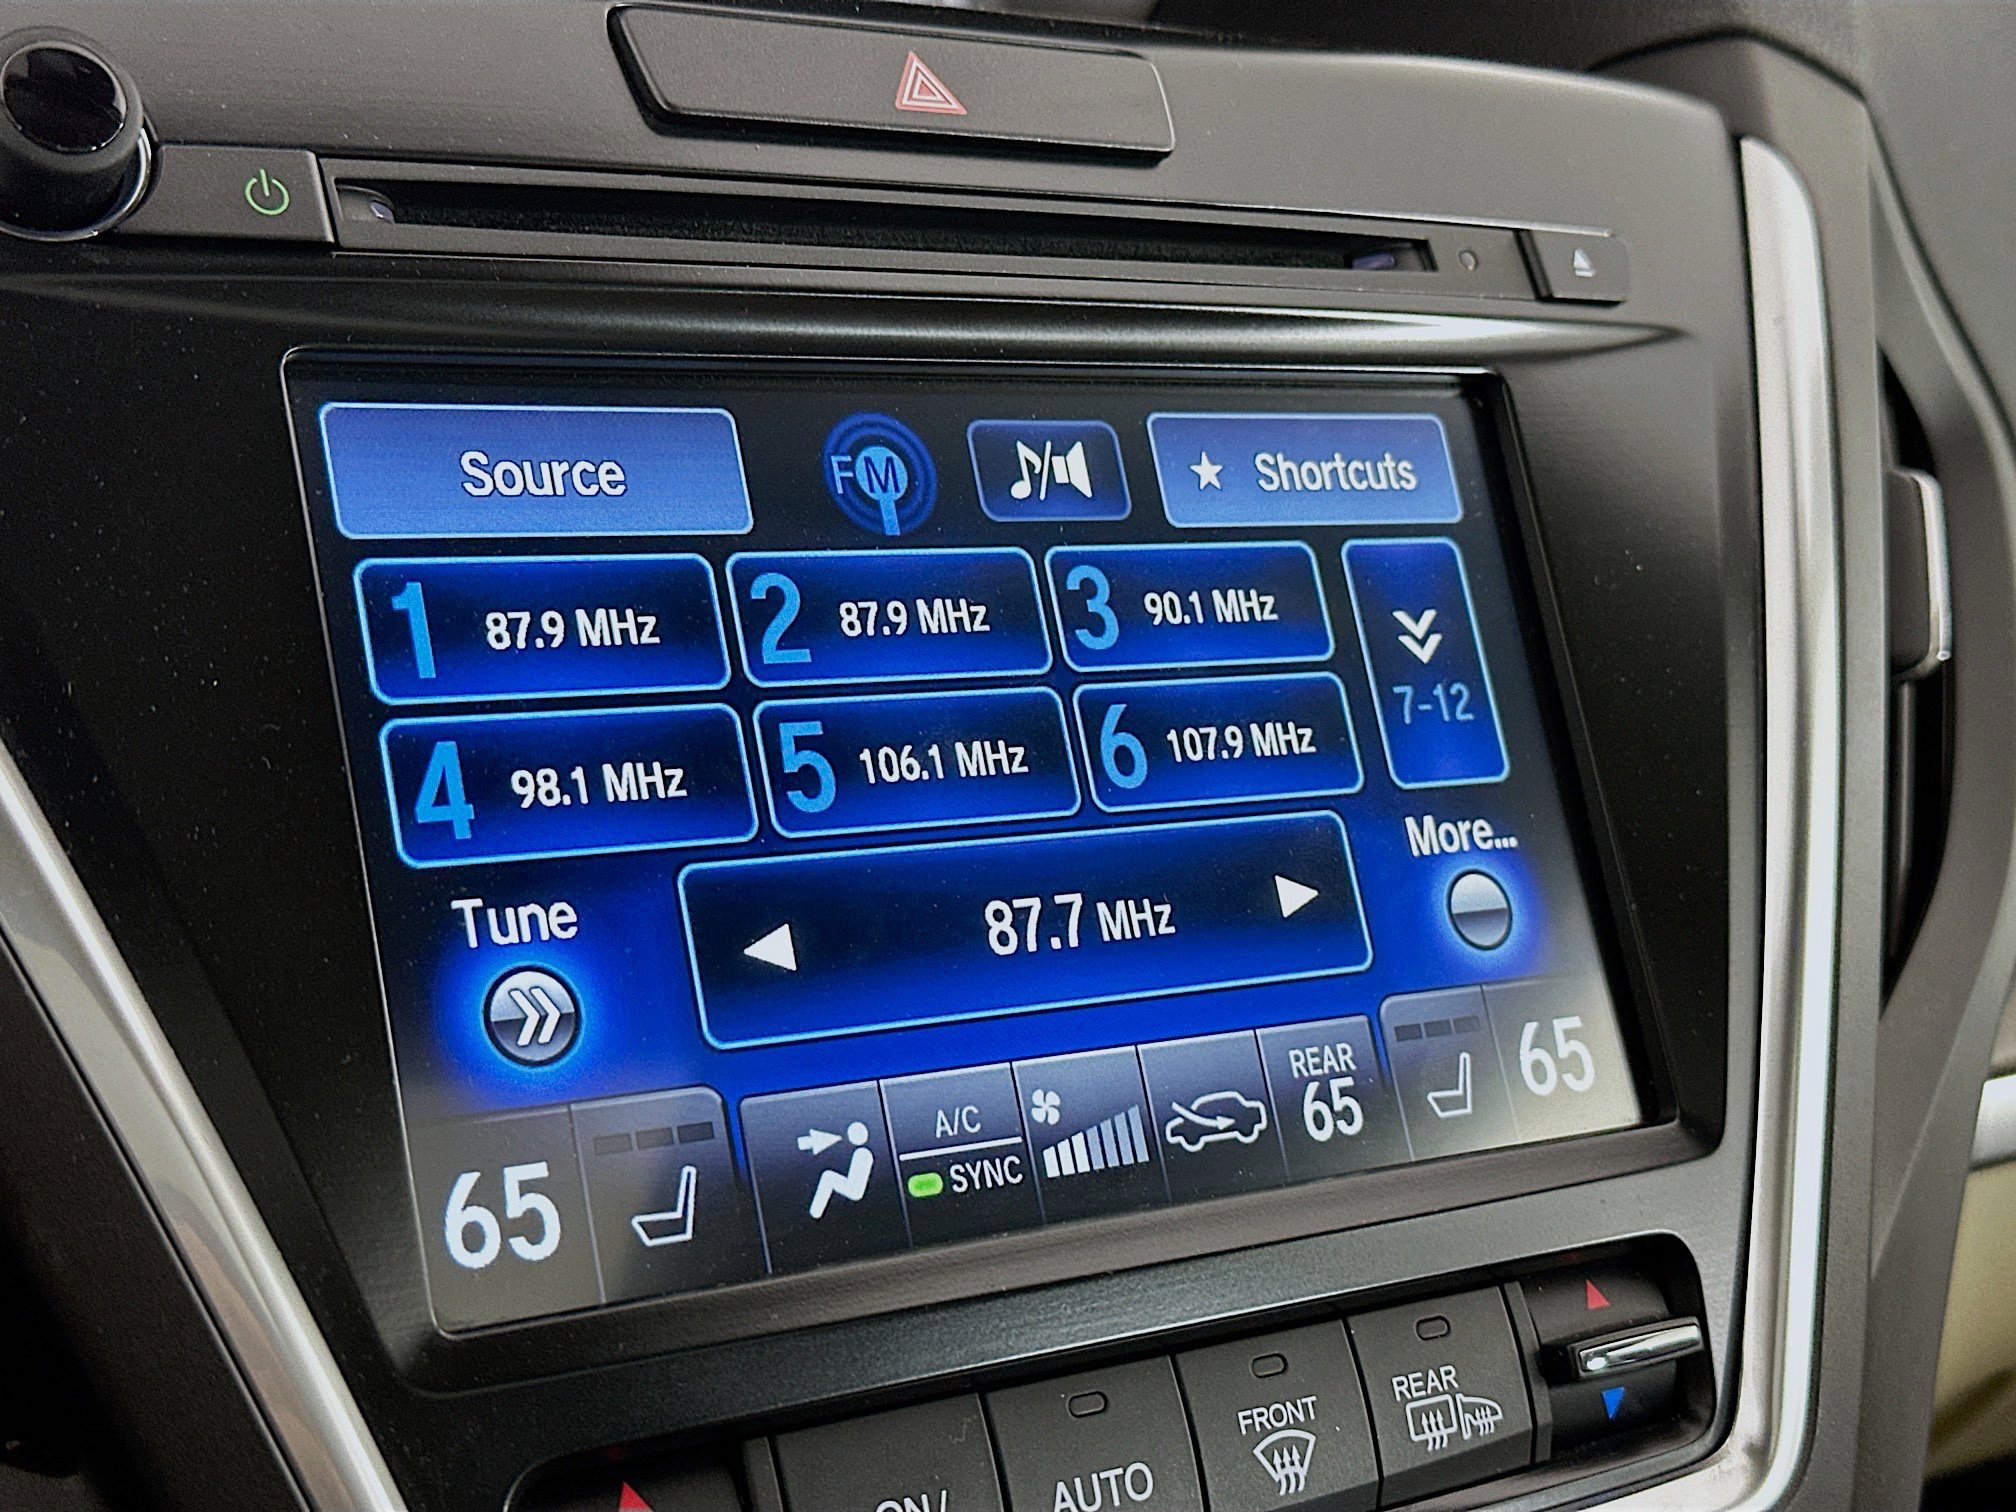 Source
FM
★ Shortcuts
1 87.9 MHz
2 87.9 MHz
3 90.1 MHz
7-12
4 98.1 MHz
5 106.1 MHz
6 107.9 MHz
Tune
87.7 MHz
More...
65
A/C
SYNC
REAR
65
65
ON/
AUTO
FRONT
REAR